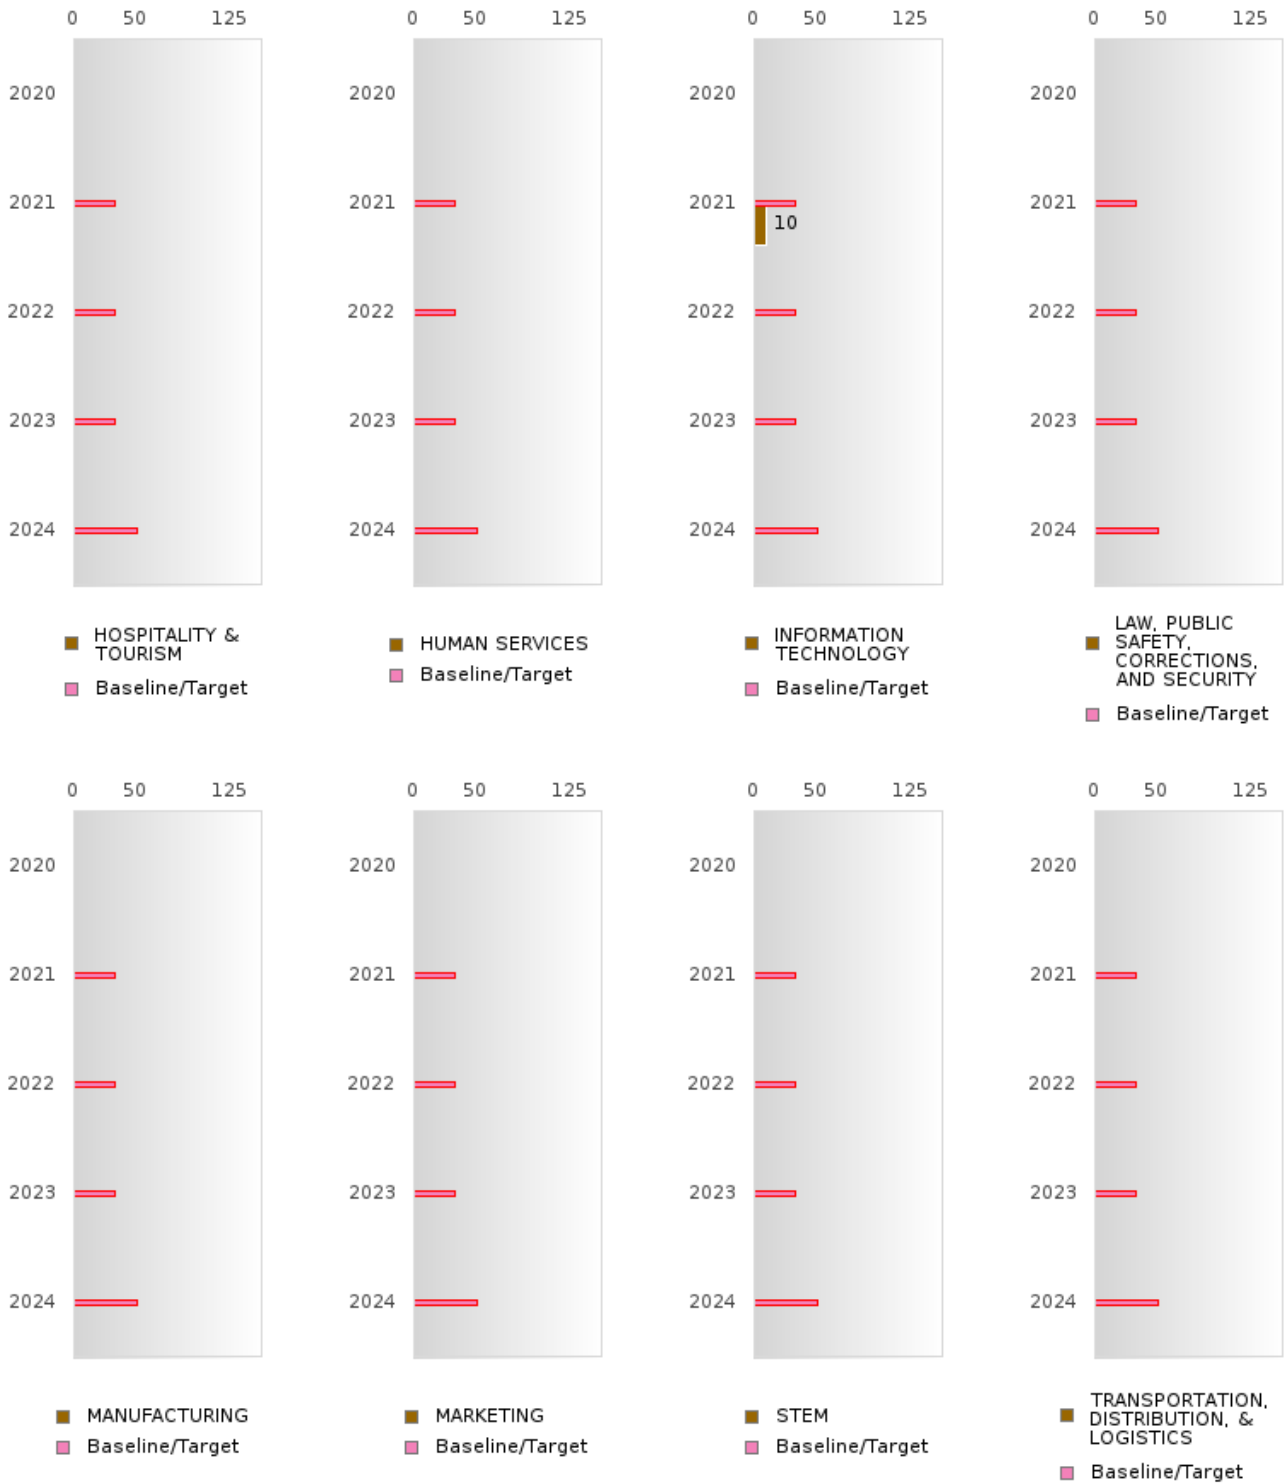 0 50 125
0 50 125
0 50 125
0 50 125
2020
2021
2022
2023
2024
2020
2021
2022
2023
2024
2020
2021
10
2022
2023
2024
2020
2021
2022
2023
2024
HOSPITALITY &
TOURISM
Baseline/Target
HUMAN SERVICES
Baseline/Target
INFORMATION
TECHNOLOGY
Baseline/Target
LAW, PUBLIC
SAFETY,
CORRECTIONS,
AND SECURITY
Baseline/Target
0 50 125
0 50 125
0 50 125
0 50 125
2020
2021
2022
2023
2024
2020
2021
2022
2023
2024
2020
2021
2022
2023
2024
2020
2021
2022
2023
2024
MANUFACTURING
Baseline/Target
MARKETING
Baseline/Target
STEM
Baseline/Target
TRANSPORTATION,
DISTRIBUTION, &
LOGISTICS
Baseline/Target